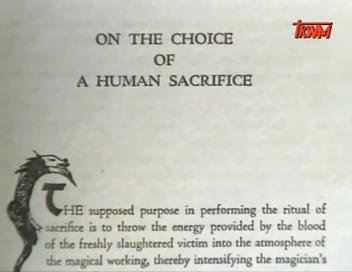 TRWAM
ON THE CHOICE
OF
A HUMAN SACRIFICE
THE supposed purpose in performing the ritual of
sacrifice is to throw the energy provided by the blood
of the freshly slaughtered victim into the atmosphere of
the magical working, thereby intensifying the magician's